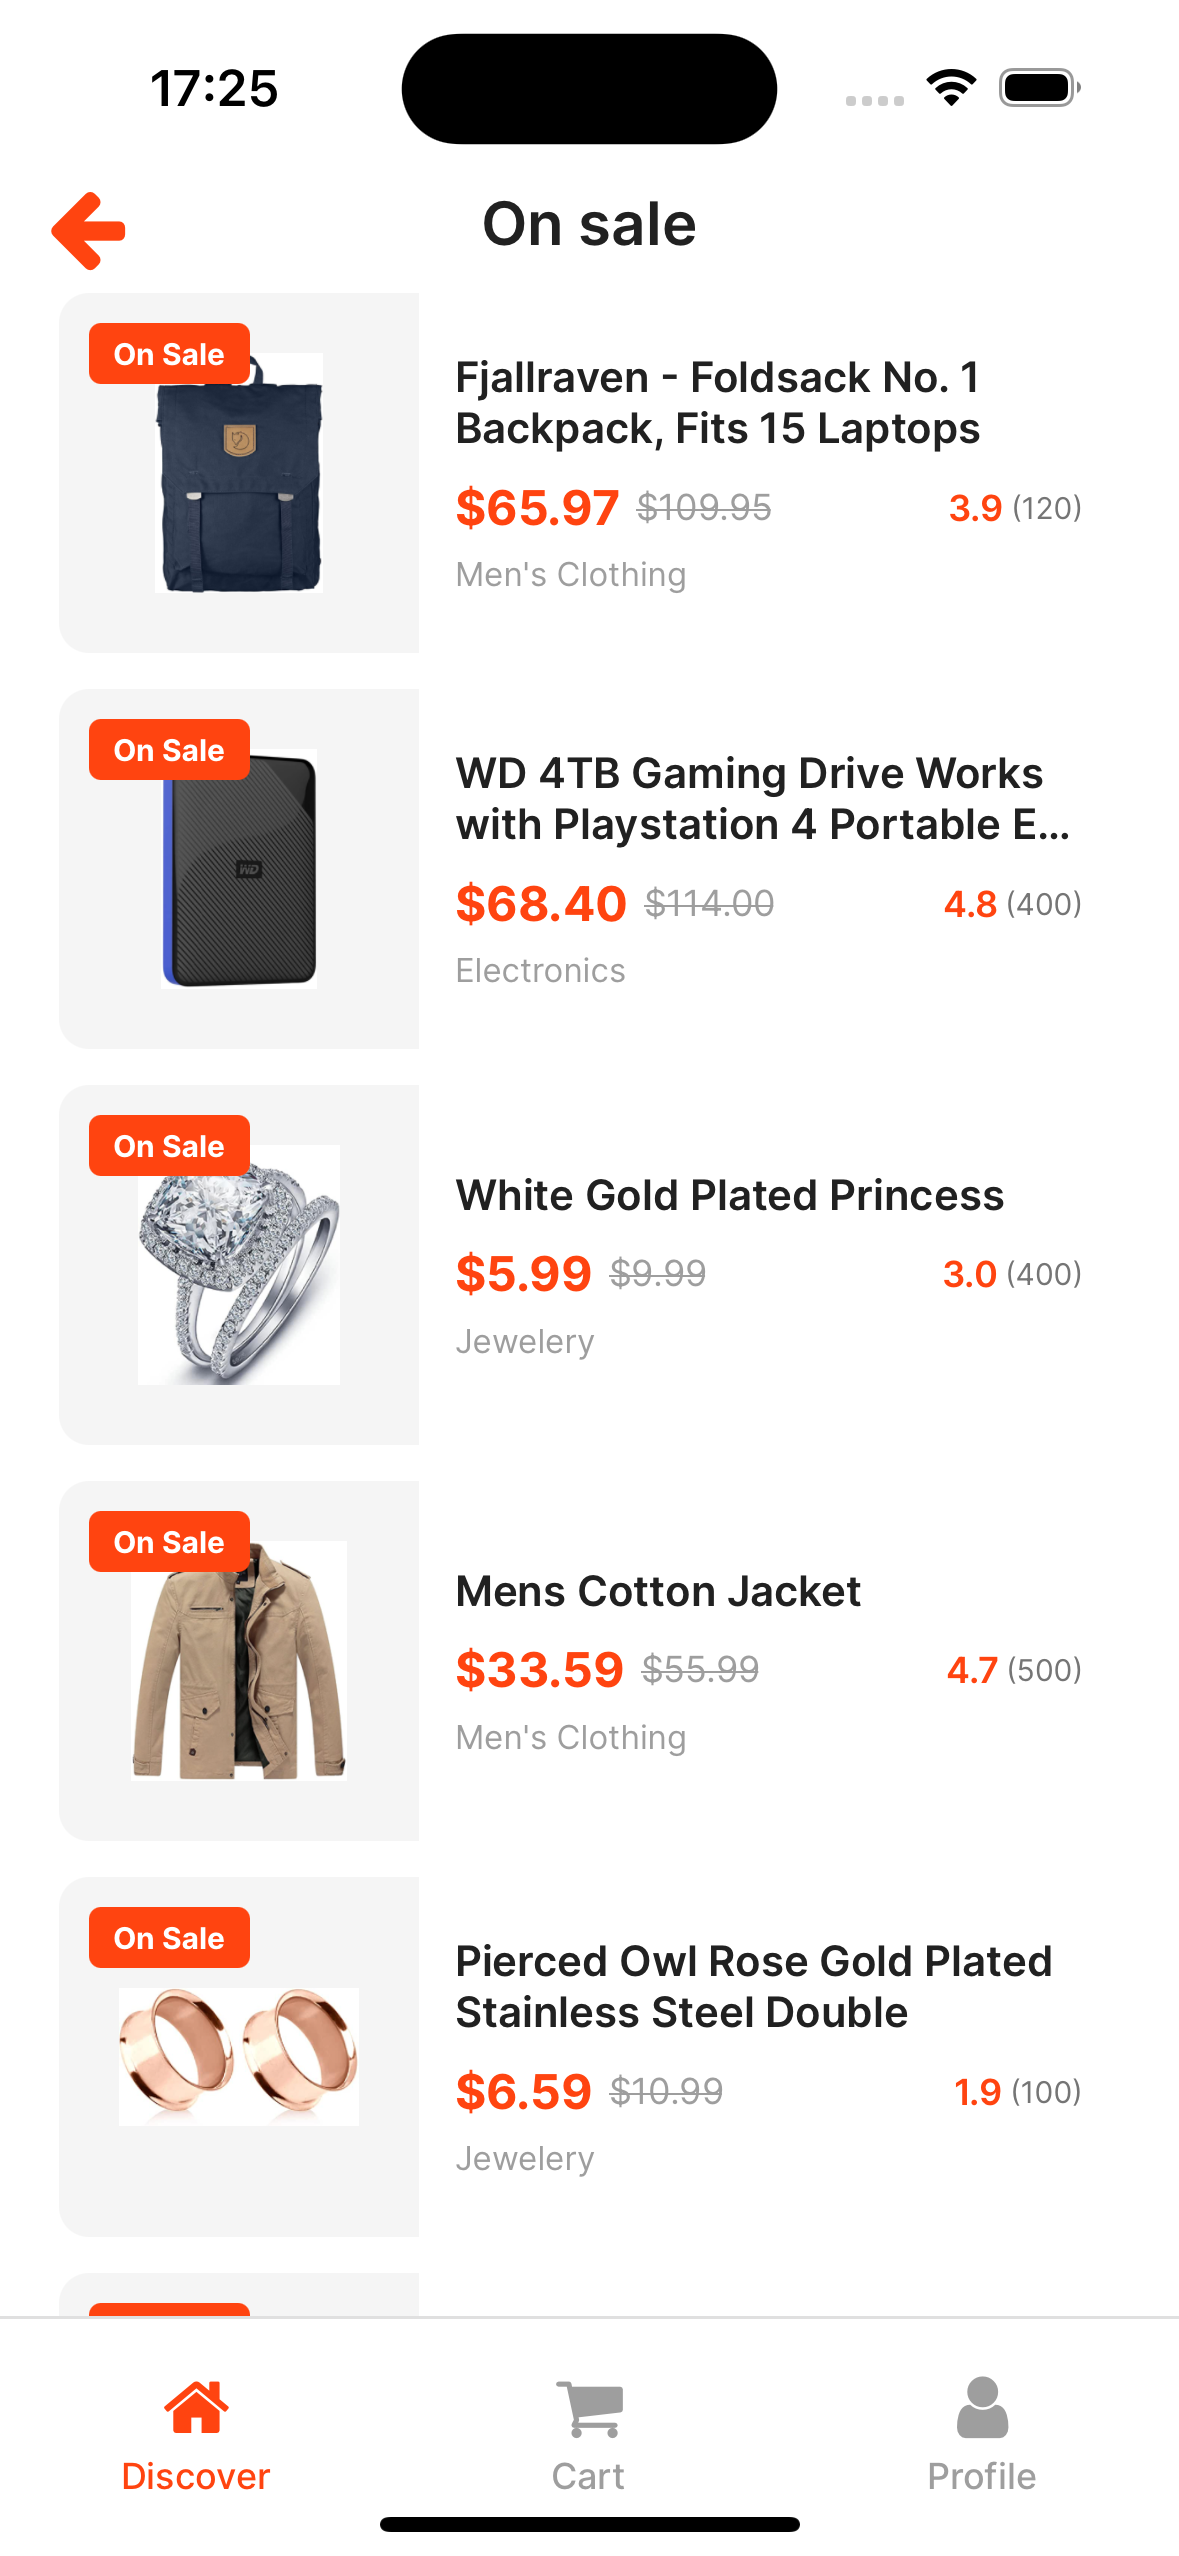 17:25
On sale
On Sale
Fjallraven - Foldsack No. 1
Backpack, Fits 15 Laptops
$65.97 $109.95 3.9 (120)
Men's Clothing
On Sale
WD
WD 4TB Gaming Drive Works
with Playstation 4 Portable E...
$68.40 $114.00 4.8 (400)
Electronics
On Sale
White Gold Plated Princess
$5.99 $9.99 3.0 (400)
Jewelery
On Sale
Mens Cotton Jacket
$33.59 $55.99 4.7 (500)
Men's Clothing
On Sale
Pierced Owl Rose Gold Plated
Stainless Steel Double
$6.59 $10.99 1.9 (100)
Jewelery
Discover Cart Profile